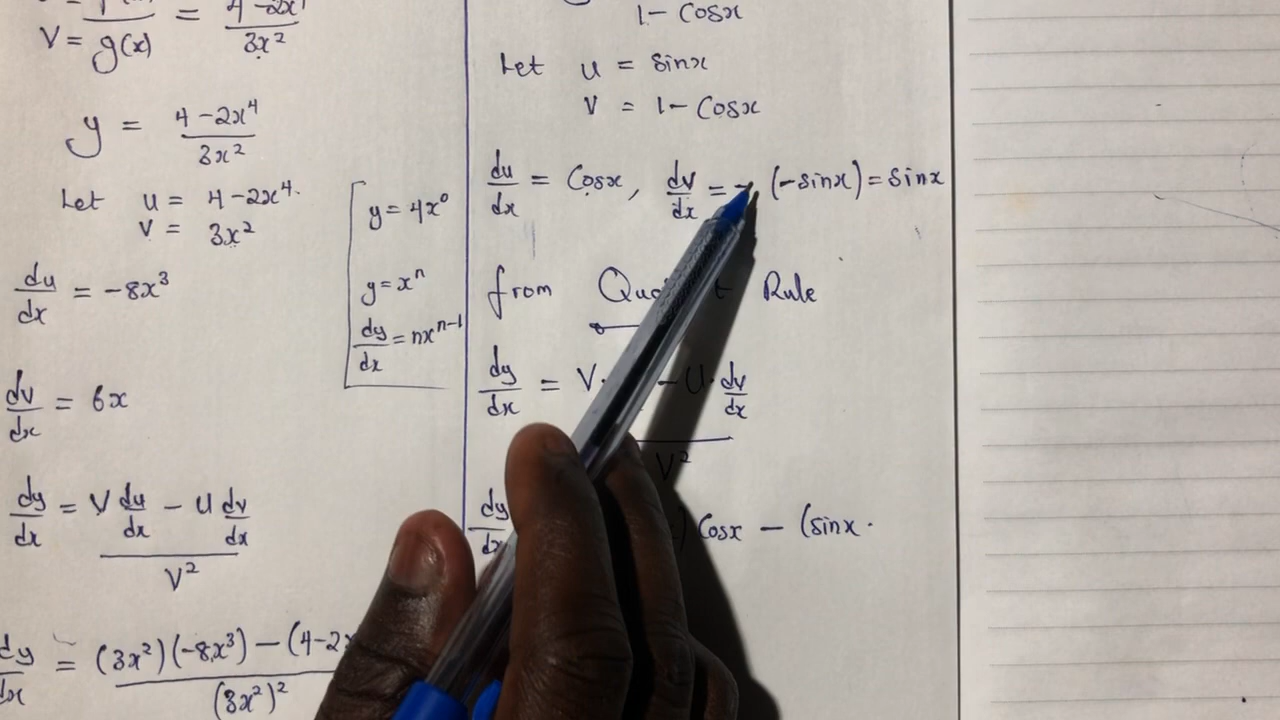 V = g(x) = 4-2x⁴ / 3x²
y = 4-2x⁴ / 3x²
Let u = 4-2x⁴.
V = 3x²
du/dx = -8x³
dv/dx = 6x
dy/dx = V du/dx - U dv/dx / V²
dy/dx = (3x²)(-8x³) - (4-2x / (3x²)²
y = 4x⁰
y = xⁿ
dy/dx = nxⁿ⁻¹
1- Cosx
Let u = Sinx
V = 1- Cosx
du/dx = Cosx, dv/dx = - (-sinx) = Sinx
from Rule
dy/dx = V. - U. dv/dx / V²
dy/dx ) Cosx - (Sinx .